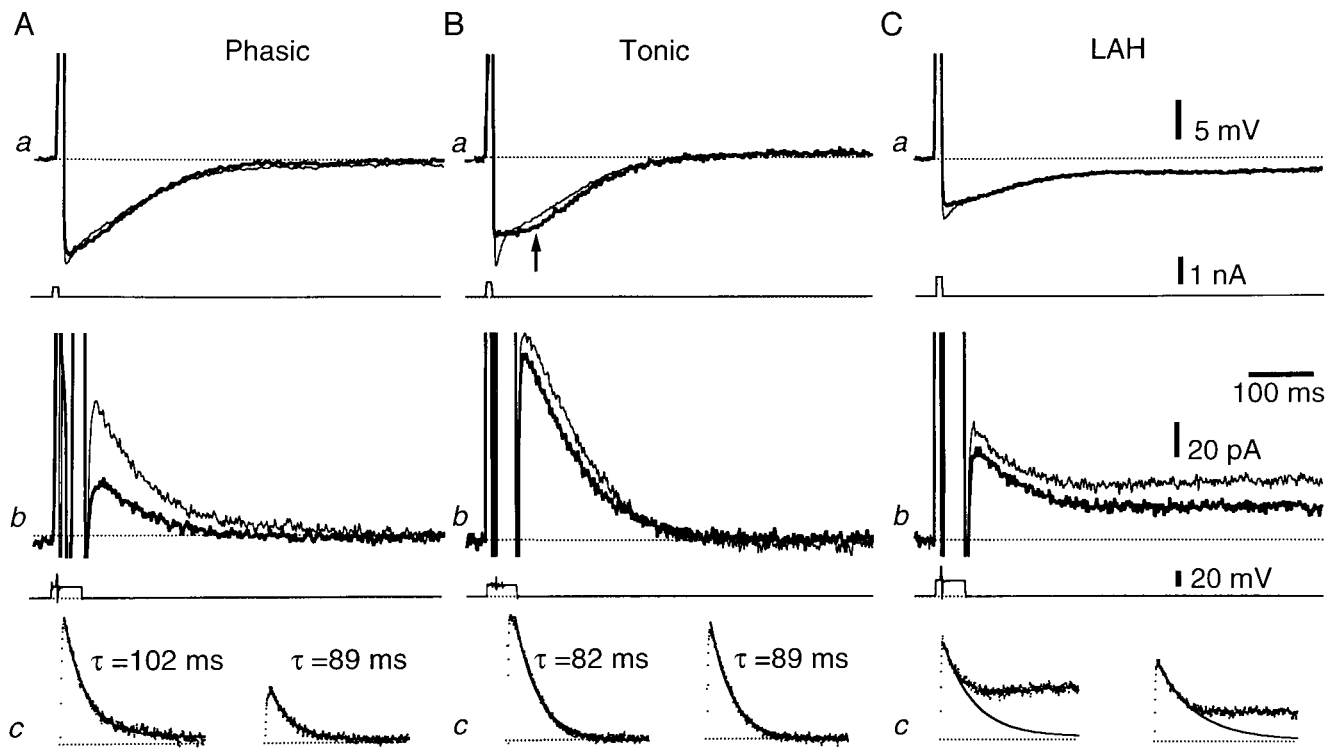 A
Phasic
B
Tonic
C
LAH
a
a
a
5 mV
1 nA
100 ms
20 pA
b
b
b
20 mV
τ =102 ms
τ =89 ms
τ =82 ms
τ =89 ms
c
c
c